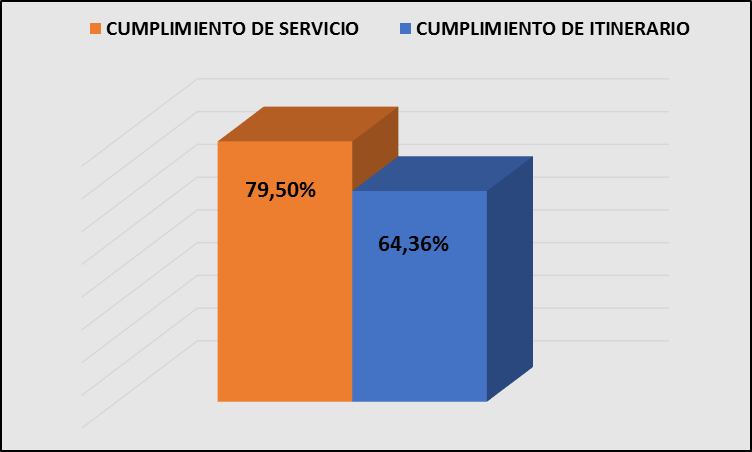 CUMPLIMIENTO DE SERVICIO CUMPLIMIENTO DE ITINERARIO
79,50%
64,36%